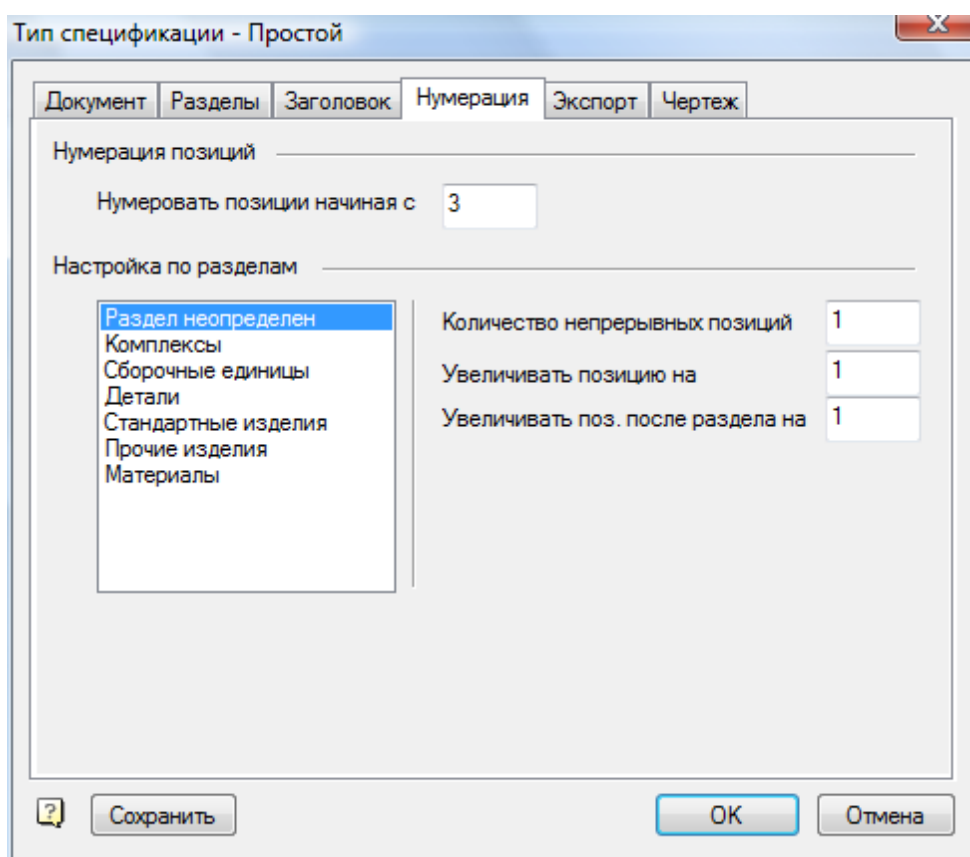 Тип спецификации - Простой
Документ Разделы Заголовок Нумерация Экспорт Чертеж
Нумерация позиций
Нумеровать позиции начиная с 3
Настройка по разделам
Раздел неопределен
Комплексы
Сборочные единицы
Детали
Стандартные изделия
Прочие изделия
Материалы
Количество непрерывных позиций 1
Увеличивать позицию на 1
Увеличивать поз. после раздела на 1
? Сохранить OK Отмена